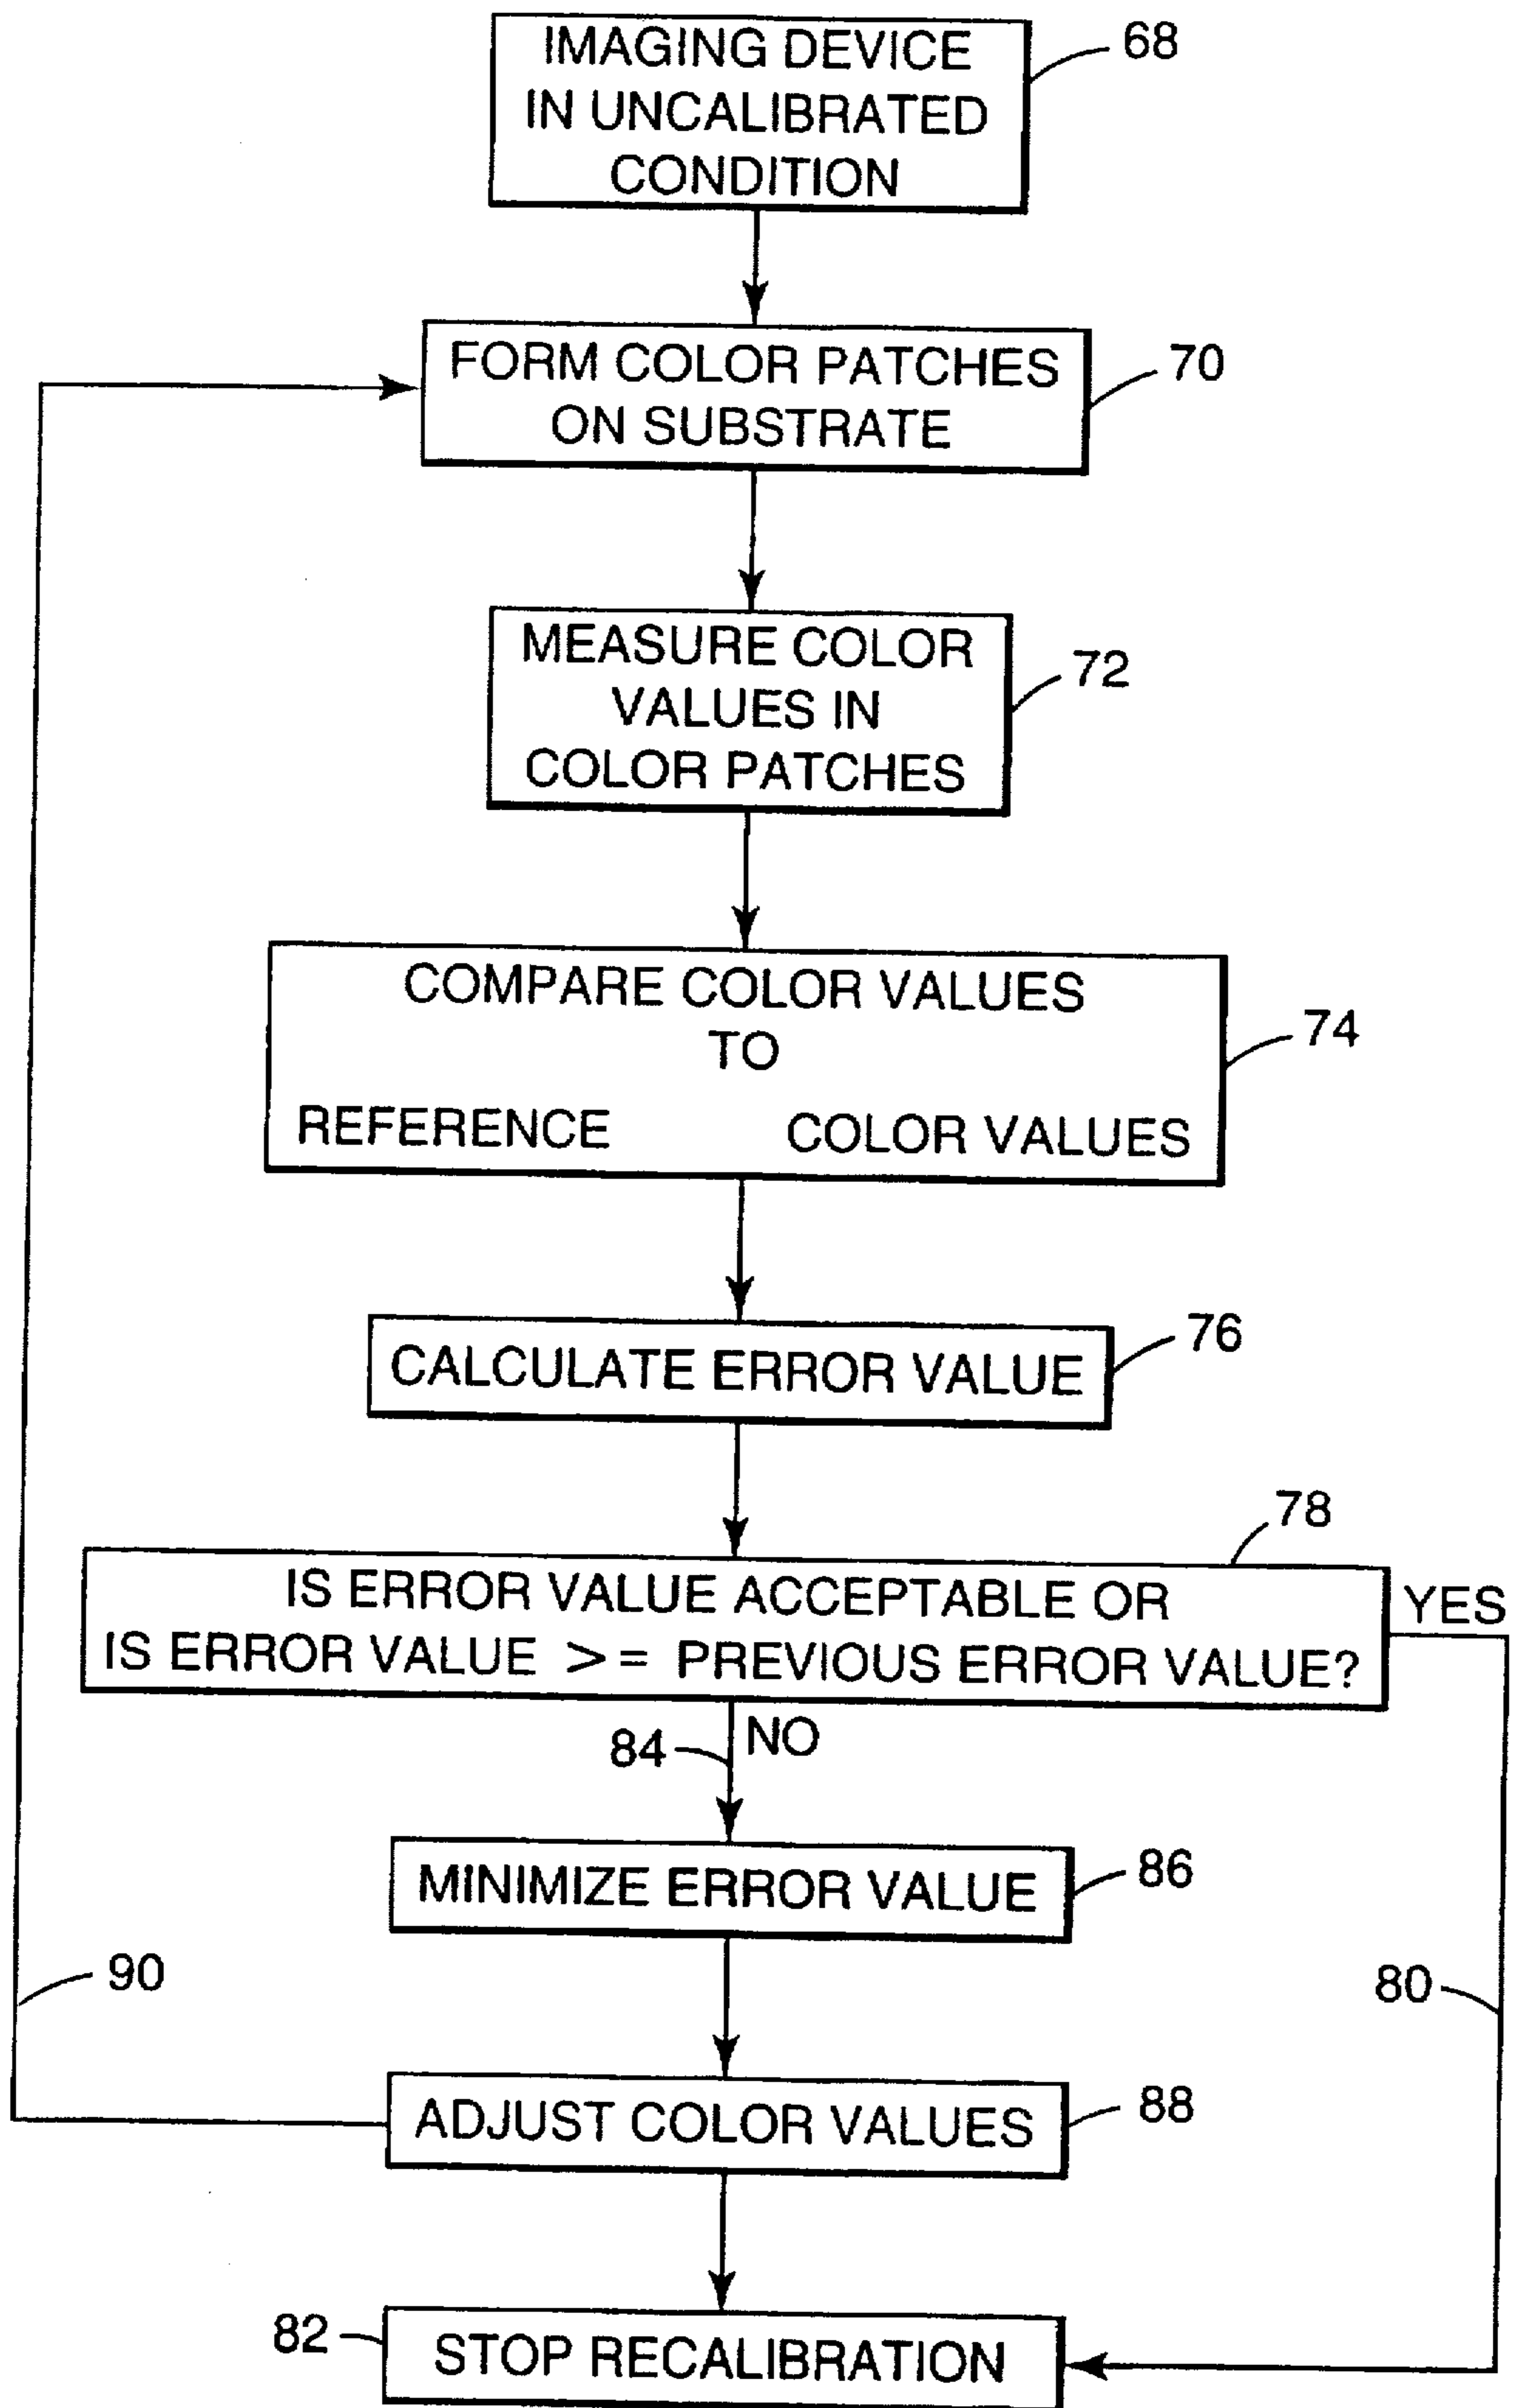 IMAGING DEVICE
IN UNCALIBRATED
CONDITION
68
FORM COLOR PATCHES
ON SUBSTRATE
70
MEASURE COLOR
VALUES IN
COLOR PATCHES
72
COMPARE COLOR VALUES
TO
REFERENCE COLOR VALUES
74
CALCULATE ERROR VALUE
76
78
IS ERROR VALUE ACCEPTABLE OR
IS ERROR VALUE >= PREVIOUS ERROR VALUE?
YES
84
NO
MINIMIZE ERROR VALUE
86
90
80
ADJUST COLOR VALUES
88
82
STOP RECALIBRATION